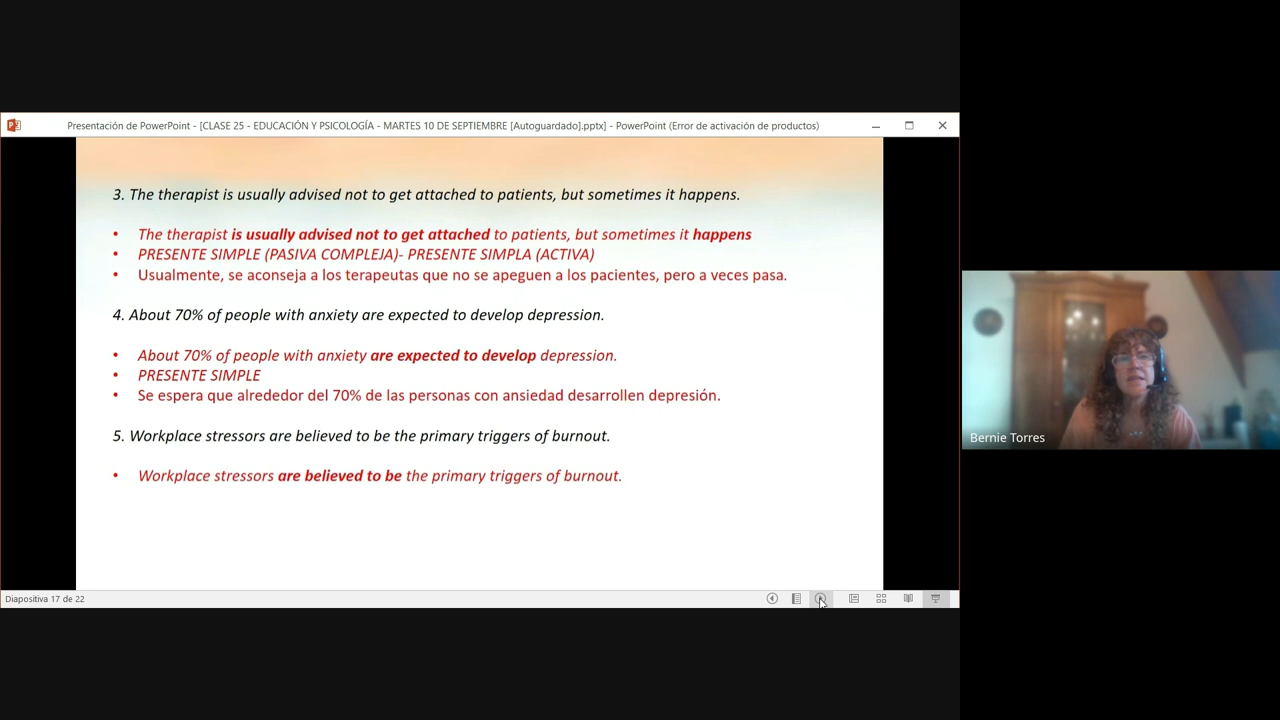 Presentación de PowerPoint - [CLASE 25 - EDUCACIÓN Y PSICOLOGÍA - MARTES 10 DE SEPTIEMBRE [Autoguardado].pptx] - PowerPoint (Error de activación de productos)
3. The therapist is usually advised not to get attached to patients, but sometimes it happens.
• The therapist is usually advised not to get attached to patients, but sometimes it happens
• PRESENTE SIMPLE (PASIVA COMPLEJA)- PRESENTE SIMPLA (ACTIVA)
• Usualmente, se aconseja a los terapeutas que no se apeguen a los pacientes, pero a veces pasa.
4. About 70% of people with anxiety are expected to develop depression.
• About 70% of people with anxiety are expected to develop depression.
• PRESENTE SIMPLE
• Se espera que alrededor del 70% de las personas con ansiedad desarrollen depresión.
5. Workplace stressors are believed to be the primary triggers of burnout.
• Workplace stressors are believed to be the primary triggers of burnout.
Diapositiva 17 de 22
Bernie Torres